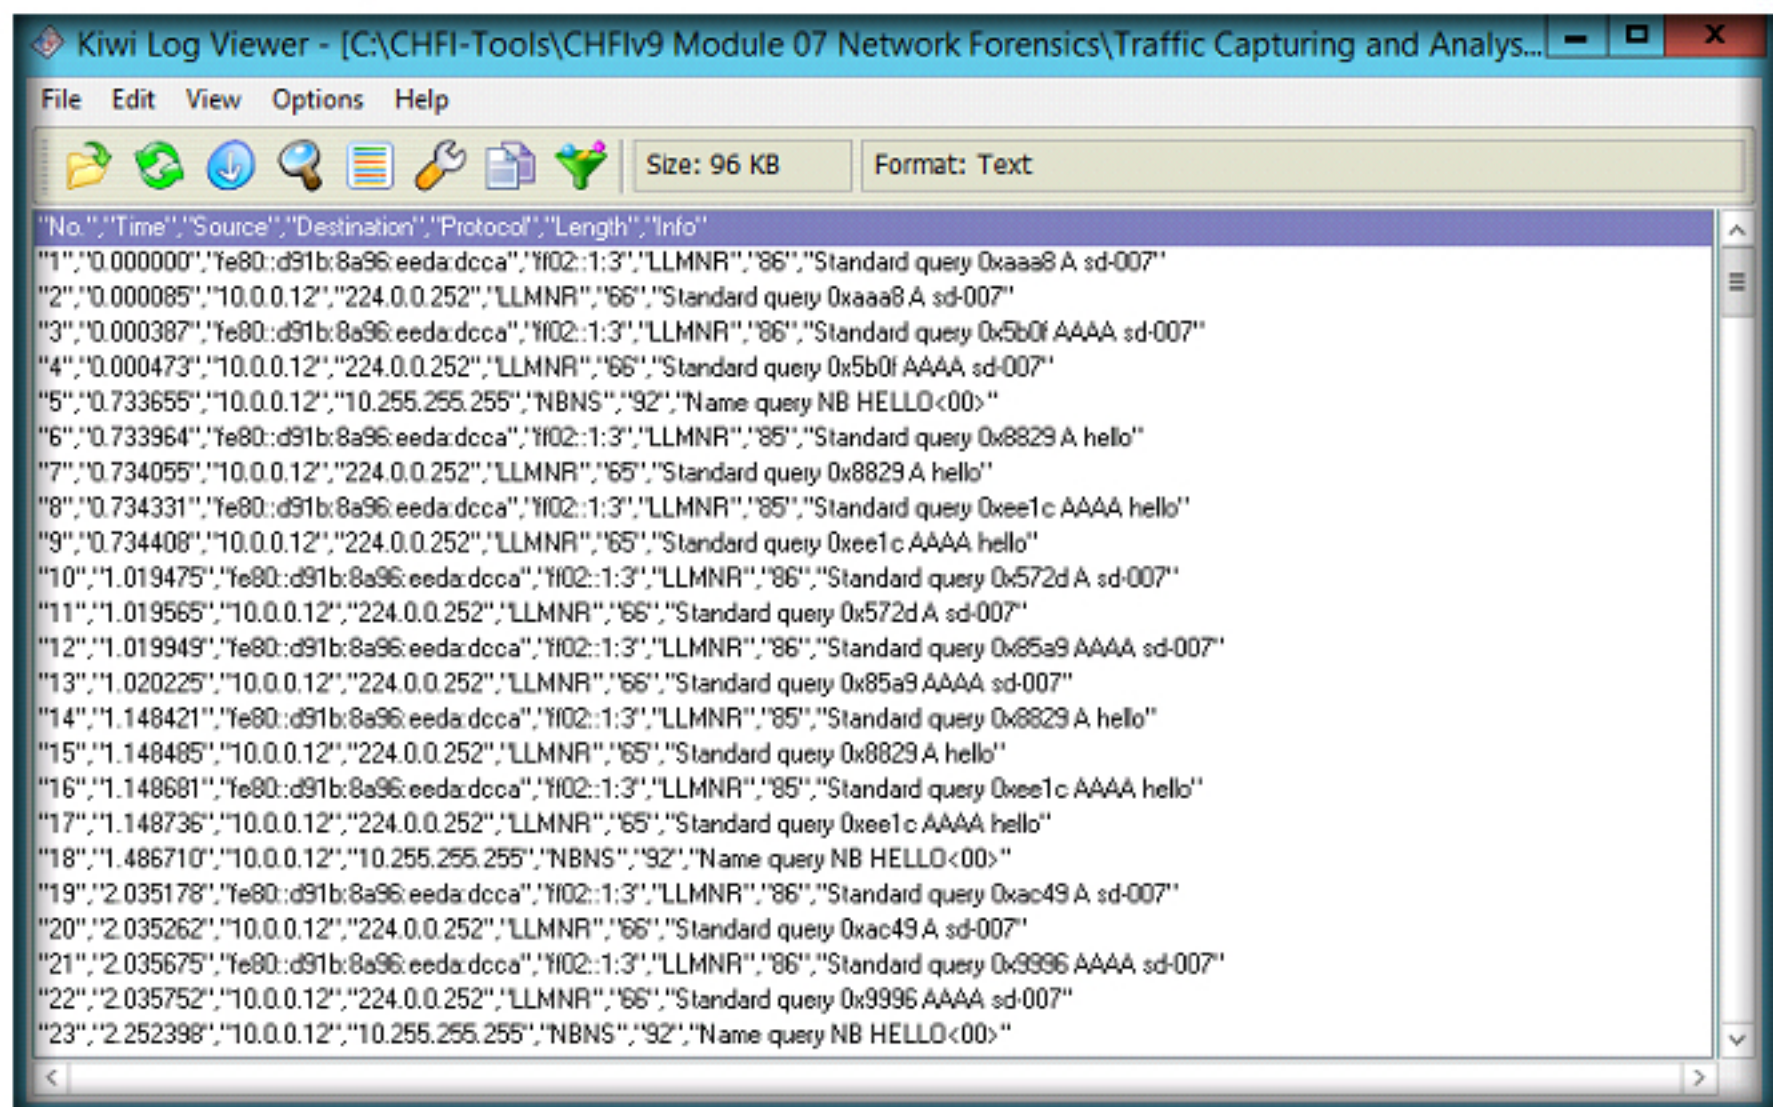 Kiwi Log Viewer - [C:\CHFI-Tools\CHFIv9 Module 07 Network Forensics\Traffic Capturing and Analys...
File Edit View Options Help
Size: 96 KB Format: Text
"No.","Time","Source","Destination","Protocol","Length","Info"
"1","0.000000","fe80::d91b:8a96:eeda:dcca","ff02::1:3","LLMNR","86","Standard query 0xaaa8 A sd-007"
"2","0.000085","10.0.0.12","224.0.0.252","LLMNR","66","Standard query 0xaaa8 A sd-007"
"3","0.000387","fe80::d91b:8a96:eeda:dcca","ff02::1:3","LLMNR","86","Standard query 0x5b0f AAAA sd-007"
"4","0.000473","10.0.0.12","224.0.0.252","LLMNR","66","Standard query 0x5b0f AAAA sd-007"
"5","0.733655","10.0.0.12","10.255.255.255","NBNS","92","Name query NB HELLO<00>"
"6","0.733964","fe80::d91b:8a96:eeda:dcca","ff02::1:3","LLMNR","85","Standard query 0x8829 A hello"
"7","0.734055","10.0.0.12","224.0.0.252","LLMNR","65","Standard query 0x8829 A hello"
"8","0.734331","fe80::d91b:8a96:eeda:dcca","ff02::1:3","LLMNR","85","Standard query 0xee1c AAAA hello"
"9","0.734408","10.0.0.12","224.0.0.252","LLMNR","65","Standard query 0xee1c AAAA hello"
"10","1.019475","fe80::d91b:8a96:eeda:dcca","ff02::1:3","LLMNR","86","Standard query 0x572d A sd-007"
"11","1.019565","10.0.0.12","224.0.0.252","LLMNR","66","Standard query 0x572d A sd-007"
"12","1.019949","fe80::d91b:8a96:eeda:dcca","ff02::1:3","LLMNR","86","Standard query 0x85a9 AAAA sd-007"
"13","1.020225","10.0.0.12","224.0.0.252","LLMNR","66","Standard query 0x85a9 AAAA sd-007"
"14","1.148421","fe80::d91b:8a96:eeda:dcca","ff02::1:3","LLMNR","85","Standard query 0x8829 A hello"
"15","1.148485","10.0.0.12","224.0.0.252","LLMNR","65","Standard query 0x8829 A hello"
"16","1.148681","fe80::d91b:8a96:eeda:dcca","ff02::1:3","LLMNR","85","Standard query 0xee1c AAAA hello"
"17","1.148736","10.0.0.12","224.0.0.252","LLMNR","65","Standard query 0xee1c AAAA hello"
"18","1.486710","10.0.0.12","10.255.255.255","NBNS","92","Name query NB HELLO<00>"
"19","2.035178","fe80::d91b:8a96:eeda:dcca","ff02::1:3","LLMNR","86","Standard query 0xac49 A sd-007"
"20","2.035262","10.0.0.12","224.0.0.252","LLMNR","66","Standard query 0xac49 A sd-007"
"21","2.035675","fe80::d91b:8a96:eeda:dcca","ff02::1:3","LLMNR","86","Standard query 0x9996 AAAA sd-007"
"22","2.035752","10.0.0.12","224.0.0.252","LLMNR","66","Standard query 0x9996 AAAA sd-007"
"23","2.252398","10.0.0.12","10.255.255.255","NBNS","92","Name query NB HELLO<00>"